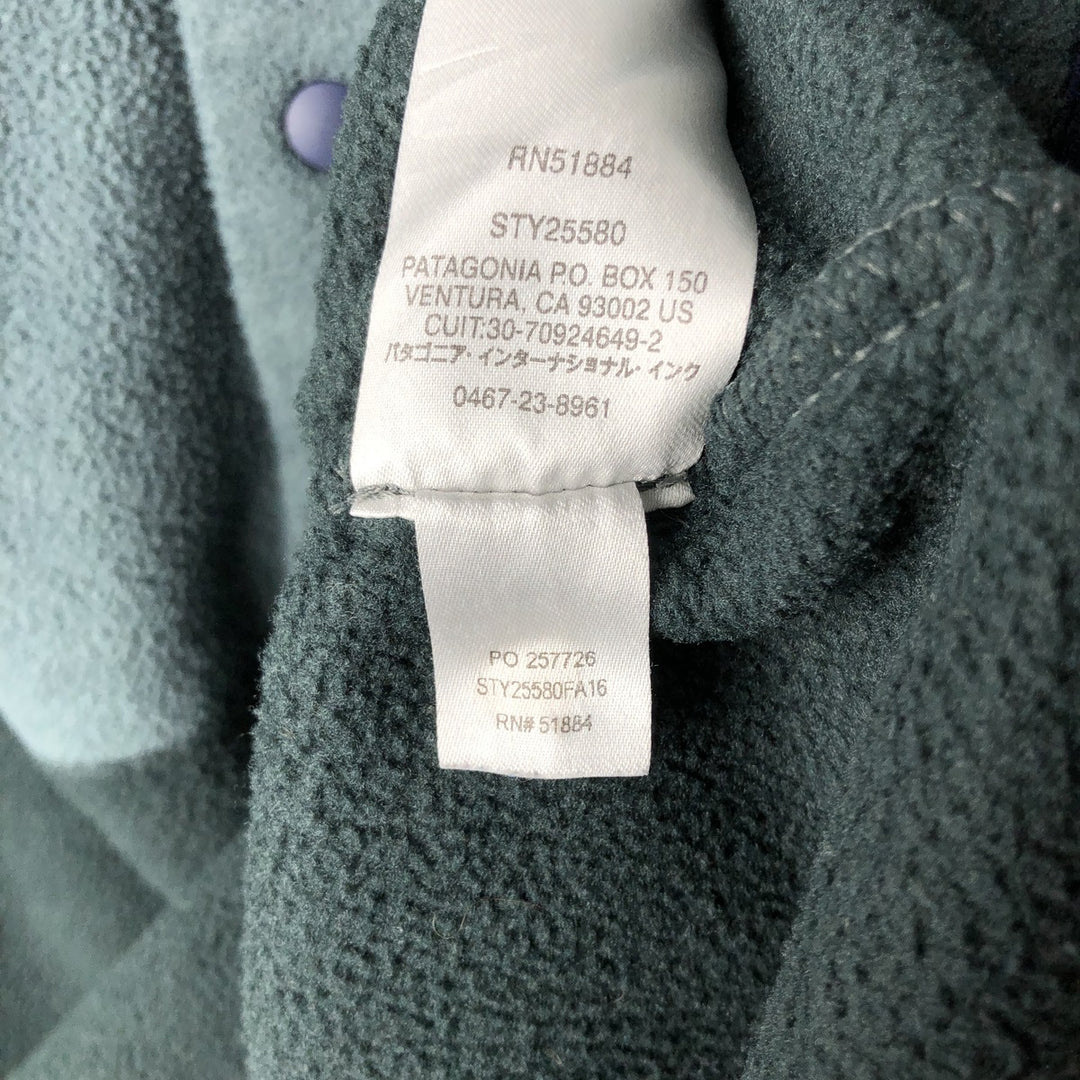 RN51884
STY25580
PATAGONIA P.O. BOX 150
VENTURA, CA 93002 US
CUIT:30-70924649-2
パタゴニア・インターナショナル・インク
0467-23-8961
PO 257726
STY25580FA16
RN# 51884